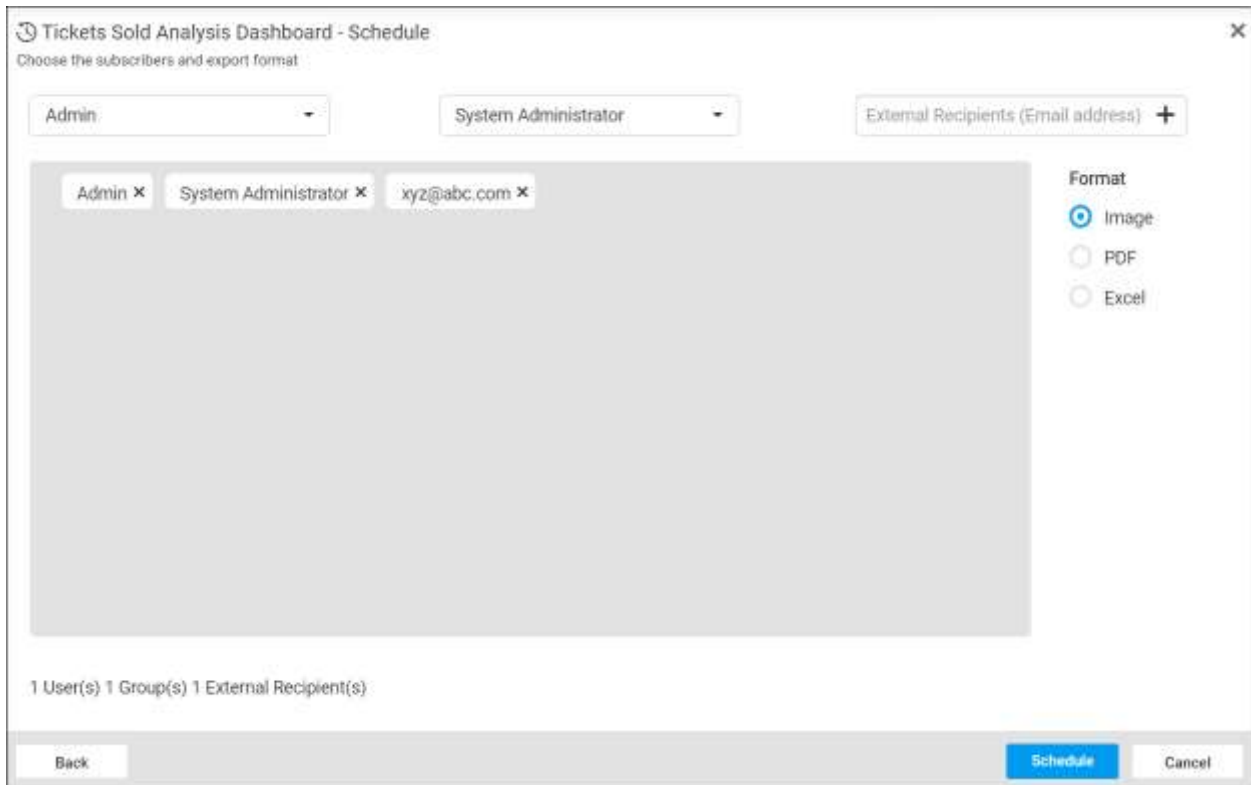 Tickets Sold Analysis Dashboard - Schedule
Choose the subscribers and export format
Admin System Administrator External Recipients (Email address)
Admin System Administrator xyz@abc.com
Format
Image
PDF
Excel
1 User(s) 1 Group(s) 1 External Recipient(s)
Back Schedule Cancel